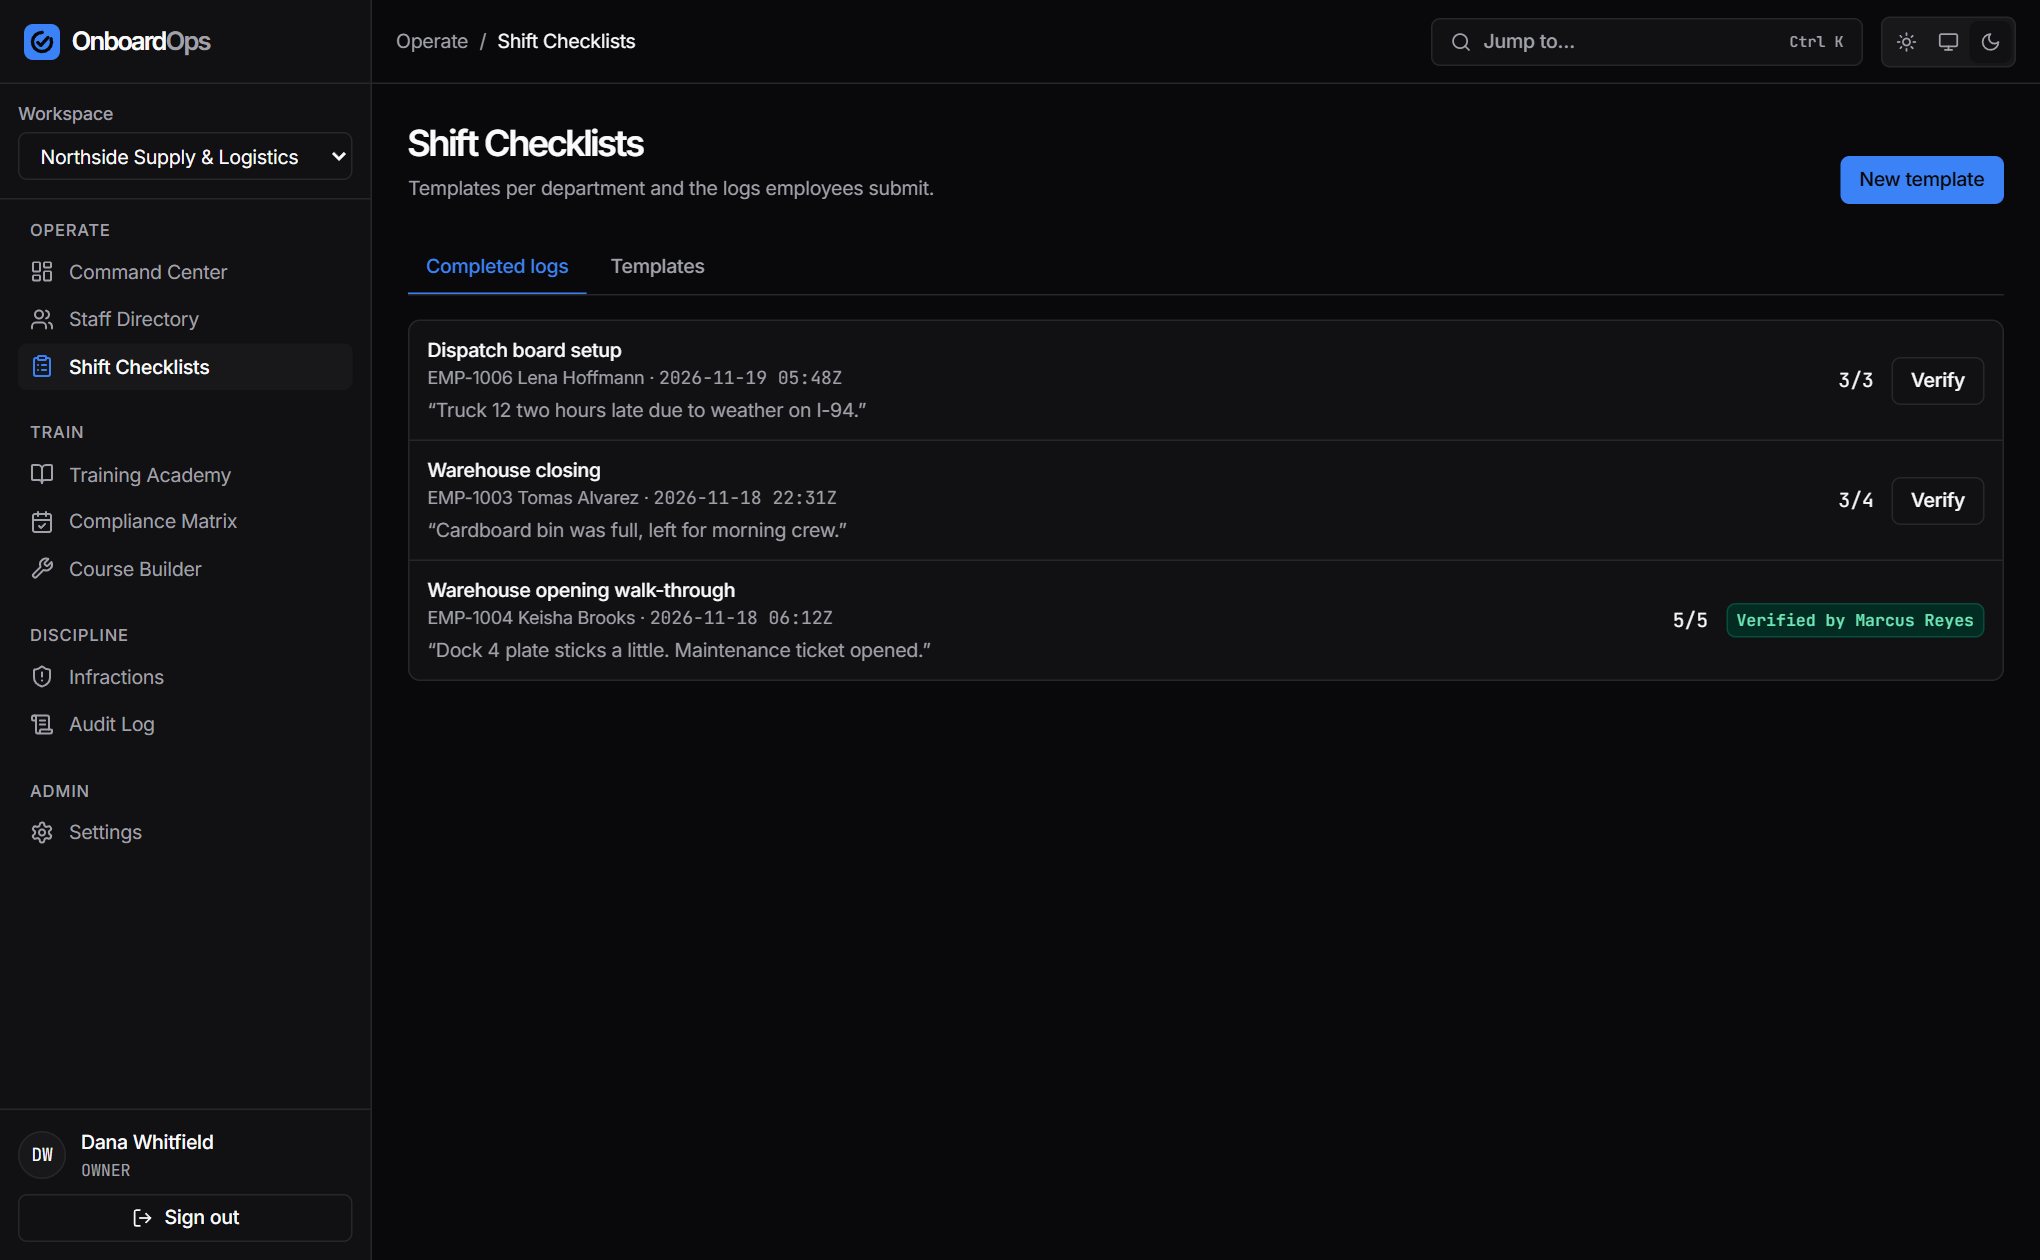 OnboardOps
Operate / Shift Checklists
Jump to...
Ctrl K
Workspace
Northside Supply & Logistics
OPERATE
Command Center
Staff Directory
Shift Checklists
TRAIN
Training Academy
Compliance Matrix
Course Builder
DISCIPLINE
Infractions
Audit Log
ADMIN
Settings
DW
Dana Whitfield
OWNER
Sign out
Shift Checklists
Templates per department and the logs employees submit.
New template
Completed logs
Templates
Dispatch board setup
EMP-1006 Lena Hoffmann · 2026-11-19 05:48Z
“Truck 12 two hours late due to weather on I-94.”
3/3
Verify
Warehouse closing
EMP-1003 Tomas Alvarez · 2026-11-18 22:31Z
“Cardboard bin was full, left for morning crew.”
3/4
Verify
Warehouse opening walk-through
EMP-1004 Keisha Brooks · 2026-11-18 06:12Z
“Dock 4 plate sticks a little. Maintenance ticket opened.”
5/5
Verified by Marcus Reyes